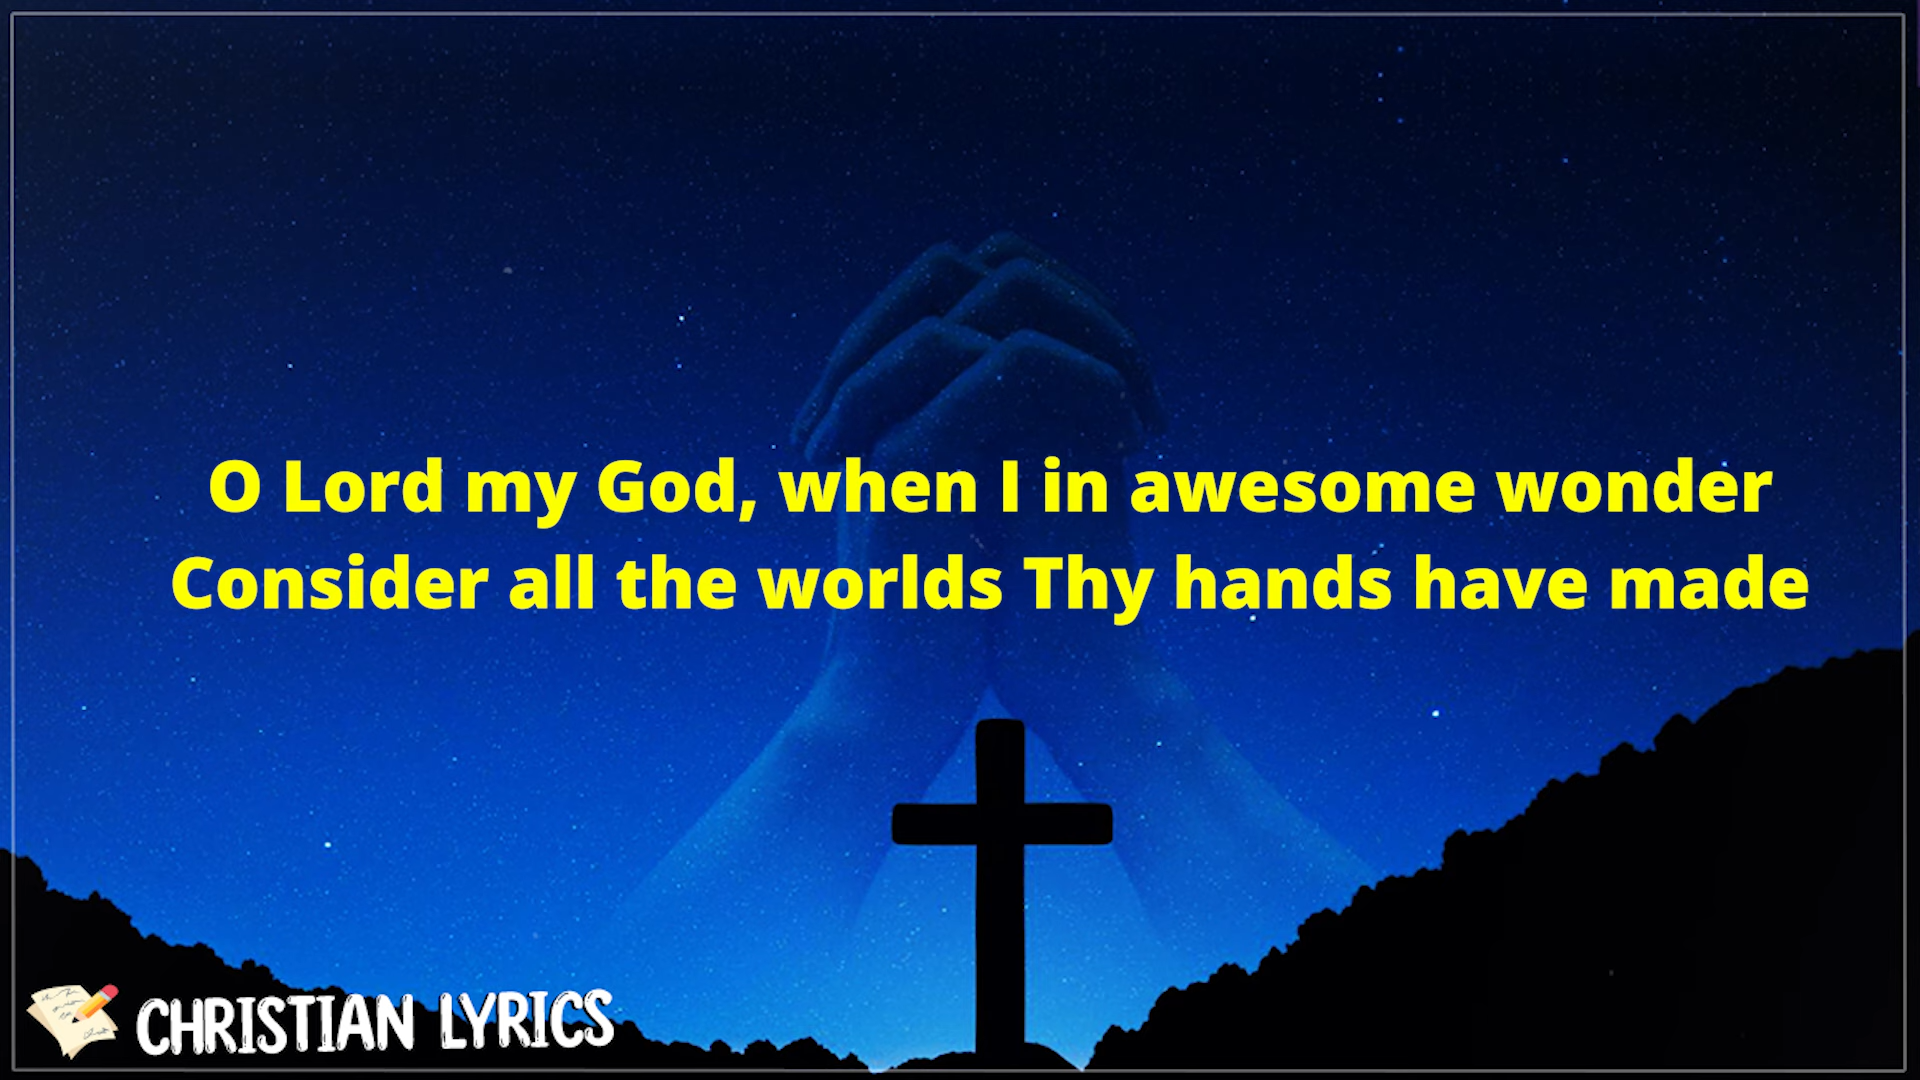 O Lord my God, when I in awesome wonder
Consider all the worlds Thy hands have made
CHRISTIAN LYRICS